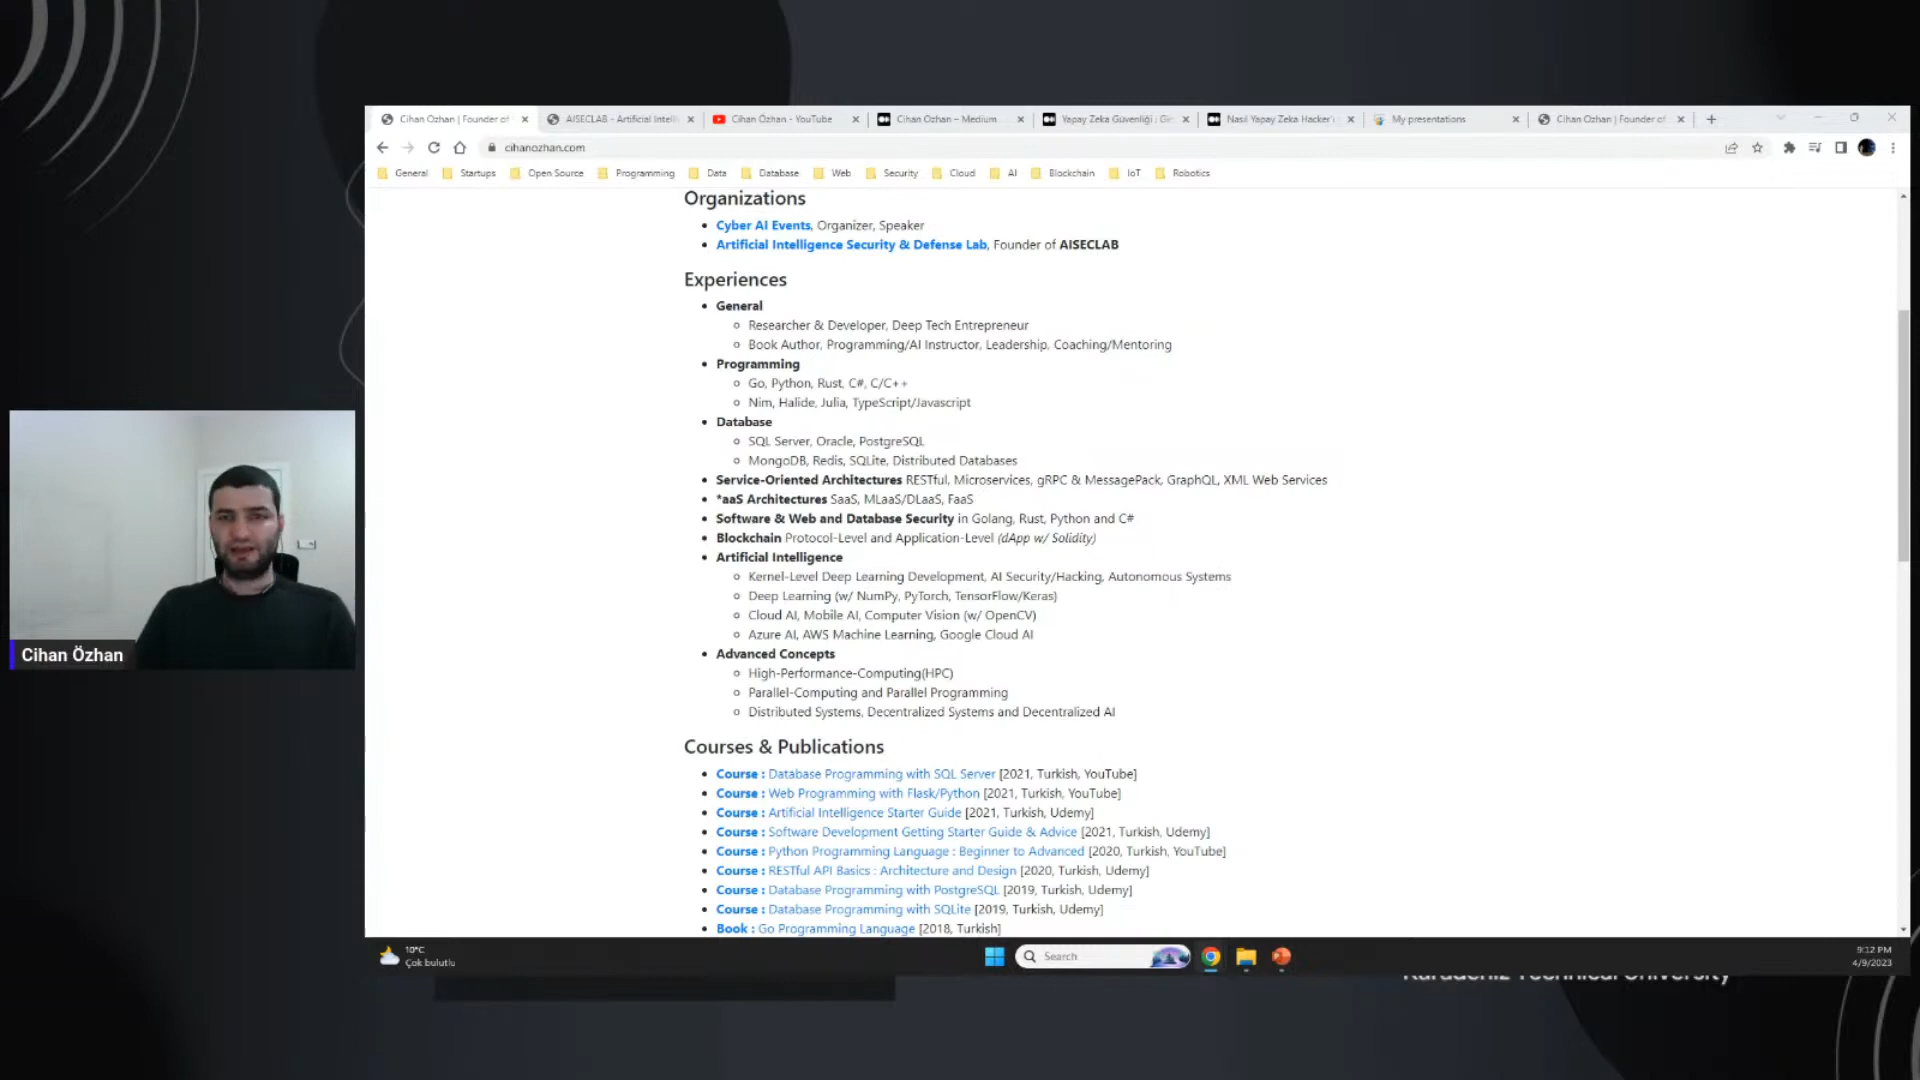 Cihan Özhan | Founder of
AISECLAB - Artificial Intelli
Cihan Özhan - YouTube
Cihan Özhan – Medium
Yapay Zeka Güvenliği : Gi
Nasıl Yapay Zeka Hacker'ı
My presentations
Cihan Özhan | Founder of
cihanozhan.com
General
Startups
Open Source
Programming
Data
Database
Web
Security
Cloud
AI
Blockchain
IoT
Robotics
Organizations
Cyber AI Events, Organizer, Speaker
Artificial Intelligence Security & Defense Lab, Founder of AISECLAB
Experiences
General
Researcher & Developer, Deep Tech Entrepreneur
Book Author, Programming/AI Instructor, Leadership, Coaching/Mentoring
Programming
Go, Python, Rust, C#, C/C++
Nim, Halide, Julia, TypeScript/Javascript
Database
SQL Server, Oracle, PostgreSQL
MongoDB, Redis, SQLite, Distributed Databases
Service-Oriented Architectures RESTful, Microservices, gRPC & MessagePack, GraphQL, XML Web Services
*aaS Architectures SaaS, MLaaS/DLaaS, FaaS
Software & Web and Database Security in Golang, Rust, Python and C#
Blockchain Protocol-Level and Application-Level (dApp w/ Solidity)
Artificial Intelligence
Kernel-Level Deep Learning Development, AI Security/Hacking, Autonomous Systems
Deep Learning (w/ NumPy, PyTorch, TensorFlow/Keras)
Cloud AI, Mobile AI, Computer Vision (w/ OpenCV)
Azure AI, AWS Machine Learning, Google Cloud AI
Advanced Concepts
High-Performance-Computing(HPC)
Parallel-Computing and Parallel Programming
Distributed Systems, Decentralized Systems and Decentralized AI
Courses & Publications
Course : Database Programming with SQL Server [2021, Turkish, YouTube]
Course : Web Programming with Flask/Python [2021, Turkish, YouTube]
Course : Artificial Intelligence Starter Guide [2021, Turkish, Udemy]
Course : Software Development Getting Starter Guide & Advice [2021, Turkish, Udemy]
Course : Python Programming Language : Beginner to Advanced [2020, Turkish, YouTube]
Course : RESTful API Basics : Architecture and Design [2020, Turkish, Udemy]
Course : Database Programming with PostgreSQL [2019, Turkish, Udemy]
Course : Database Programming with SQLite [2019, Turkish, Udemy]
Book : Go Programming Language [2018, Turkish]
Cihan Özhan
10°C
Çok bulutlu
Search
9:12 PM
4/9/2023
Karadeniz Technical University